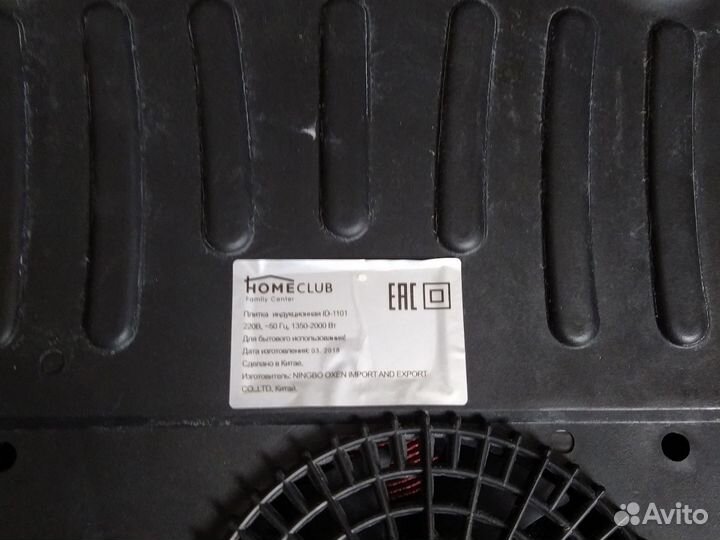 HOMECLUB
Family Center
EAC
Плитка индукционная ID-1101
220В, ~50 Гц, 1350-2000 Вт
Для бытового использования!
Дата изготовления: 03. 2018
Сделано в Китае.
Изготовитель: NINGBO OXEN IMPORT AND EXPORT
CO.,LTD, Китай.
Avito